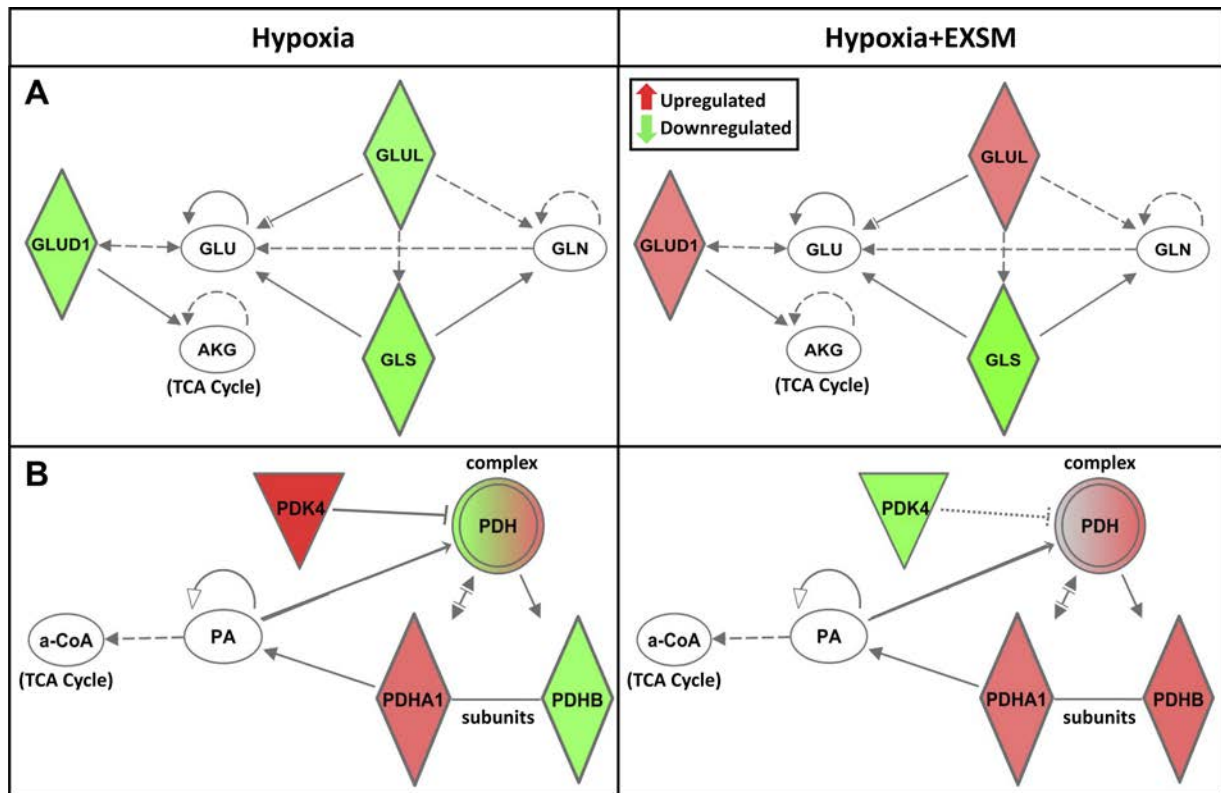 Hypoxia
Hypoxia+EXSM
A
GLUL
GLUD1
GLU
GLN
AKG
(TCA Cycle)
GLS
Upregulated
Downregulated
GLUL
GLUD1
GLU
GLN
AKG
(TCA Cycle)
GLS
B
complex
PDK4
PDH
a-CoA
PA
(TCA Cycle)
PDHA1
PDHB
subunits
complex
PDK4
PDH
a-CoA
PA
(TCA Cycle)
PDHA1
PDHB
subunits